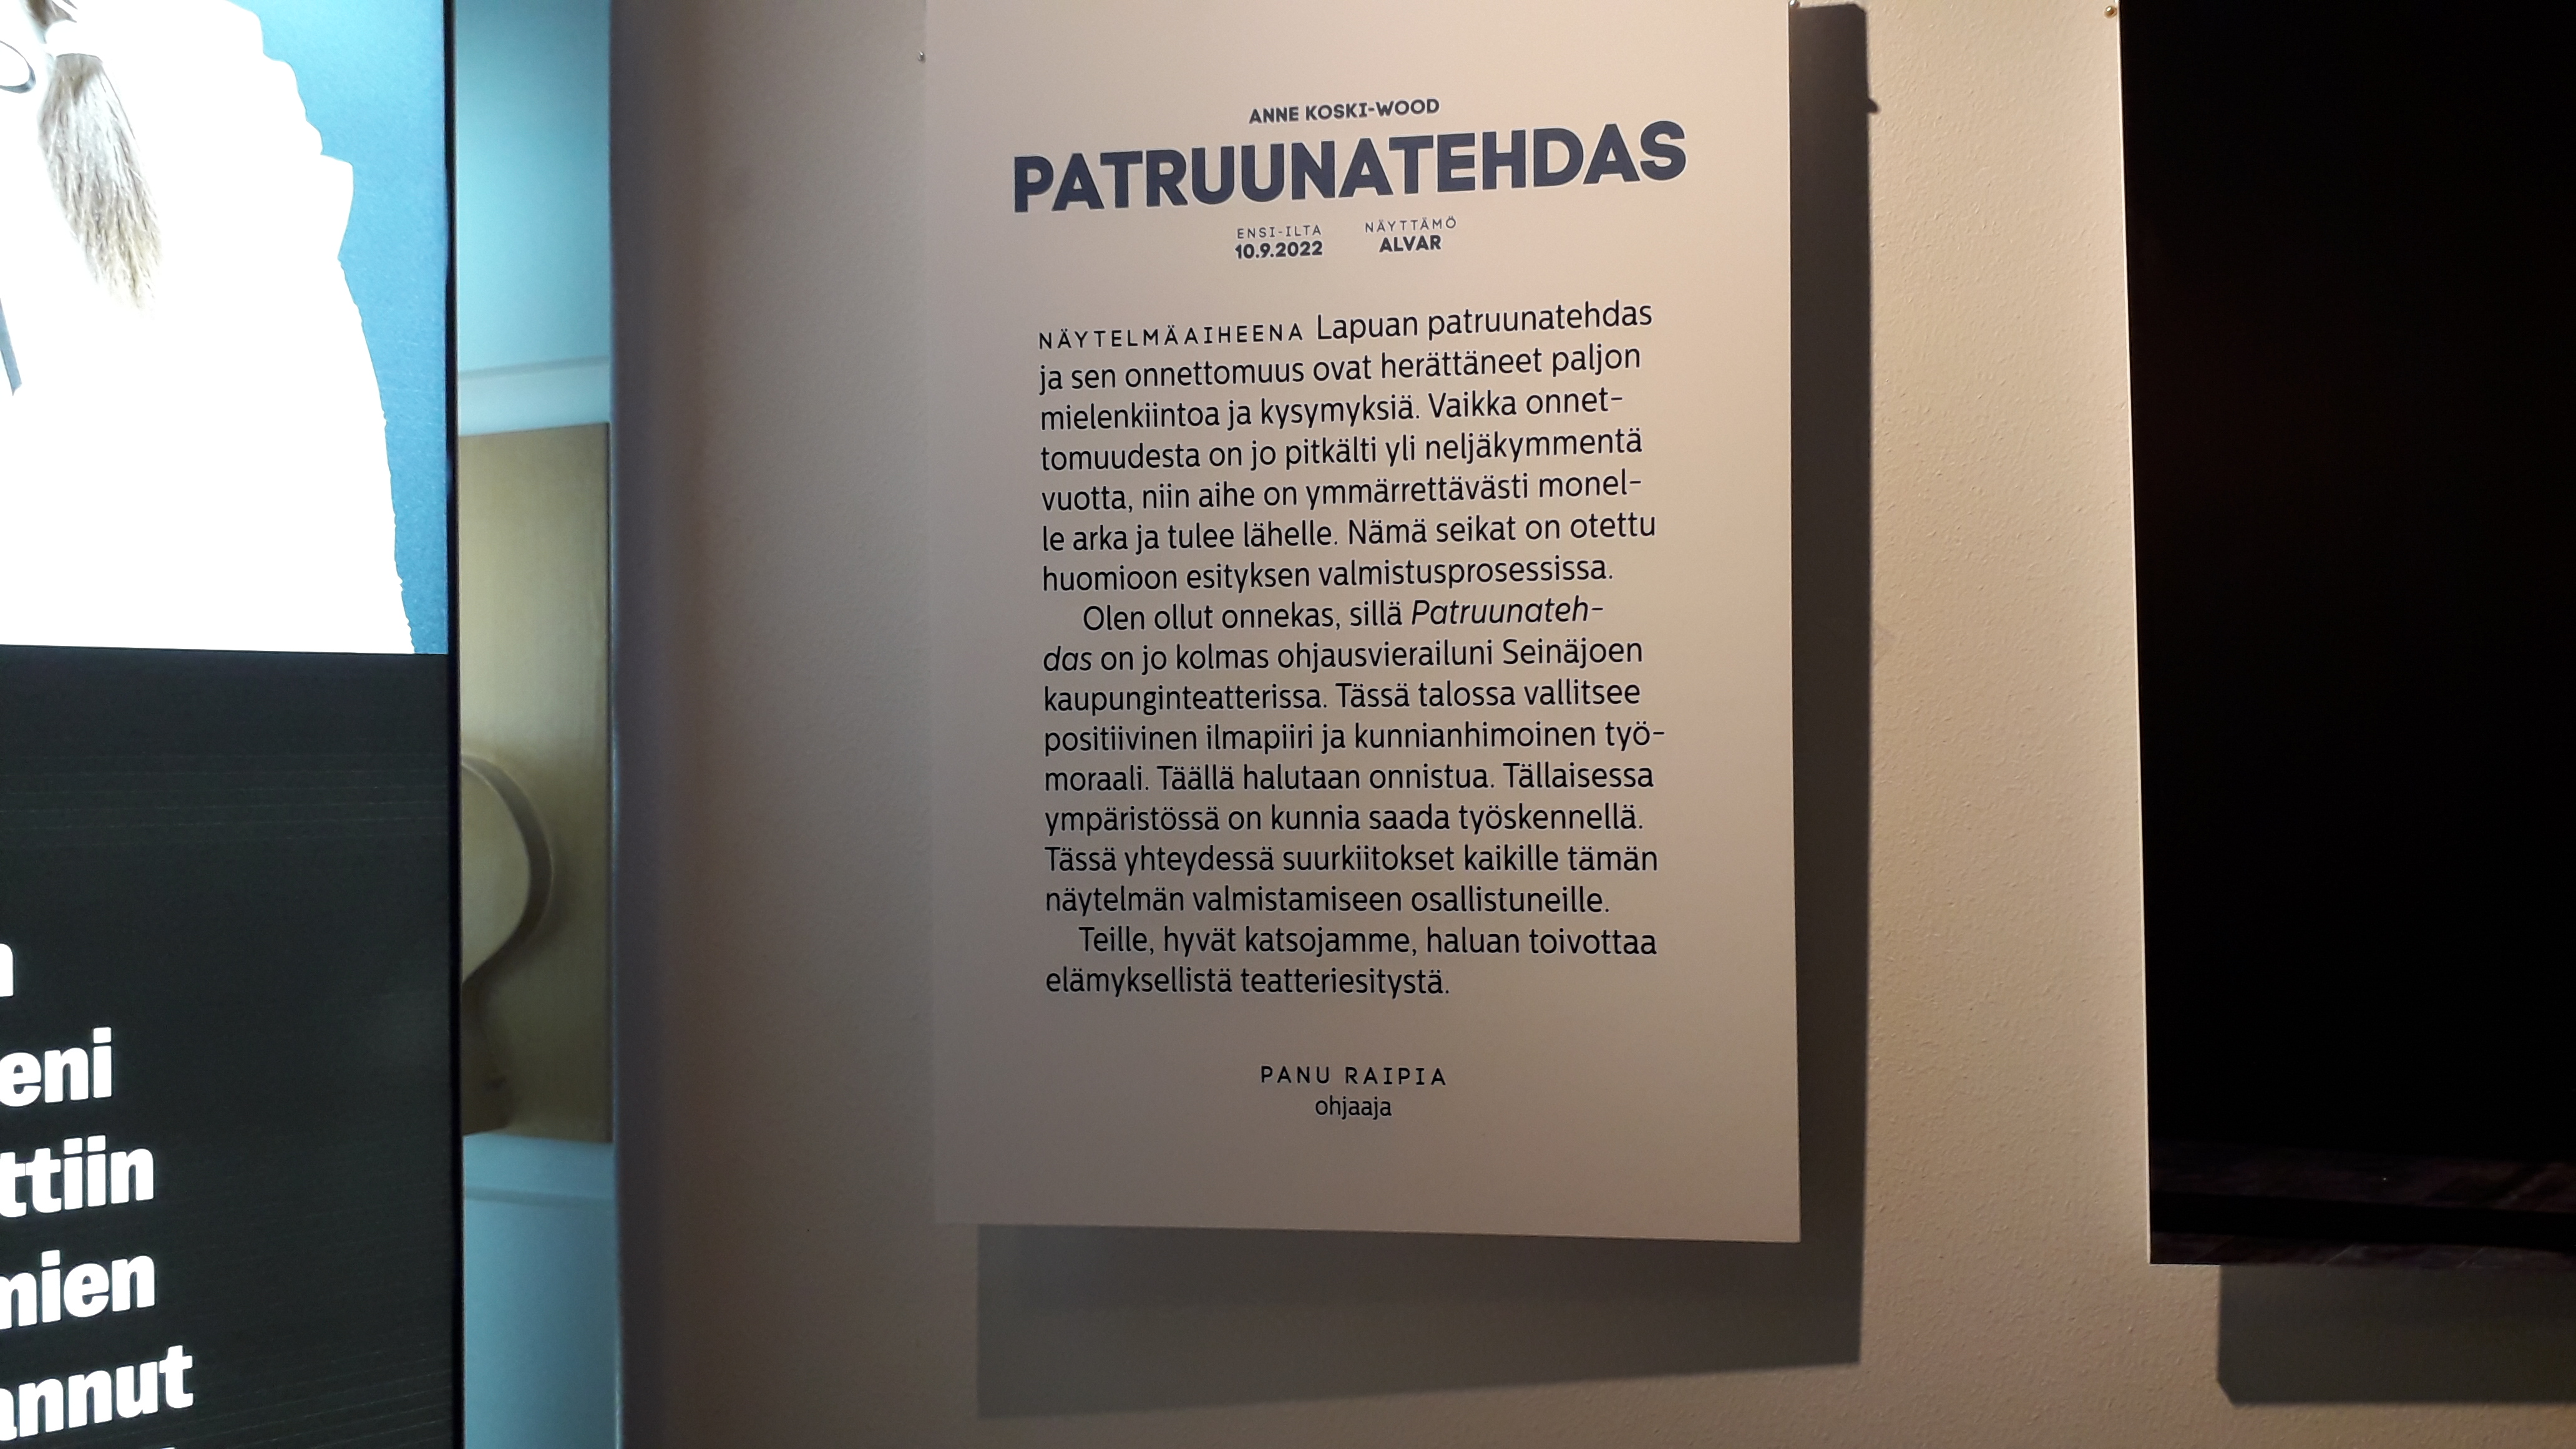 ANNE KOSKI-WOOD
PATRUUNATEHDAS
ENSI-ILTA
10.9.2022
NÄYTTÄMÖ
ALVAR
NÄYTELMÄAIHEENA Lapuan patruunatehdas
ja sen onnettomuus ovat herättäneet paljon
mielenkiintoa ja kysymyksiä. Vaikka onnet-
tomuudesta on jo pitkälti yli neljäkymmentä
vuotta, niin aihe on ymmärrettävästi monel-
le arka ja tulee lähelle. Nämä seikat on otettu
huomioon esityksen valmistusprosessissa.
Olen ollut onnekas, sillä Patruunateh-
das on jo kolmas ohjausvierailuni Seinäjoen
kaupunginteatterissa. Tässä talossa vallitsee
positiivinen ilmapiiri ja kunnianhimoinen työ-
moraali. Täällä halutaan onnistua. Tällaisessa
ympäristössä on kunnia saada työskennellä.
Tässä yhteydessä suurkiitokset kaikille tämän
näytelmän valmistamiseen osallistuneille.
Teille, hyvät katsojamme, haluan toivottaa
elämyksellistä teatteriesitystä.
PANU RAIPIA
ohjaaja
eni
ttiin
mien
annut